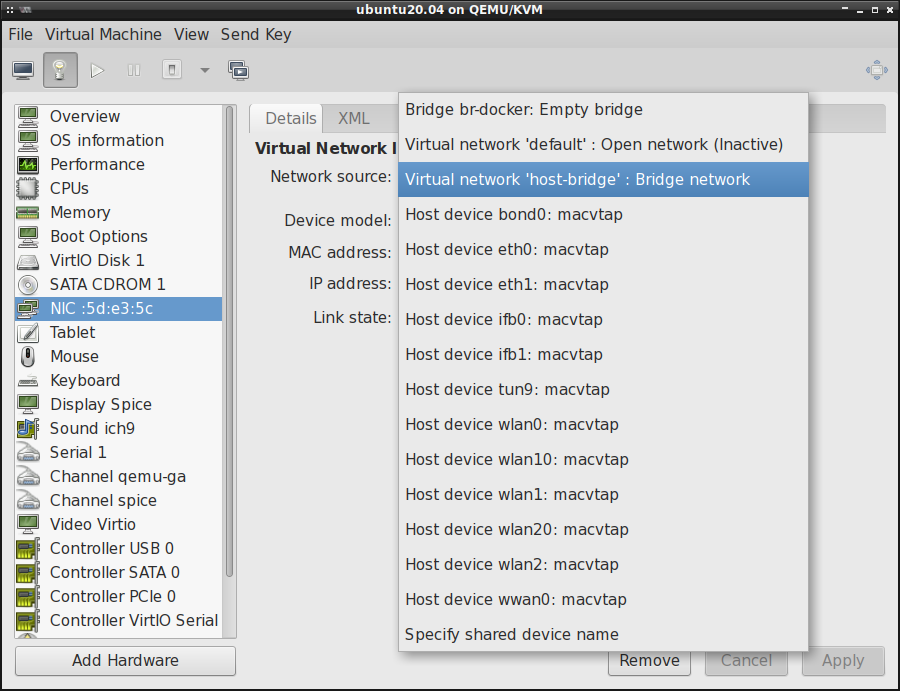 ubuntu20.04 on QEMU/KVM
File Virtual Machine View Send Key
Overview
OS information
Performance
CPUs
Memory
Boot Options
VirtIO Disk 1
SATA CDROM 1
NIC :5d:e3:5c
Tablet
Mouse
Keyboard
Display Spice
Sound ich9
Serial 1
Channel qemu-ga
Channel spice
Video Virtio
Controller USB 0
Controller SATA 0
Controller PCIe 0
Controller VirtIO Serial
Add Hardware
Details XML
Virtual Network I
Network source:
Device model:
MAC address:
IP address:
Link state:
Bridge br-docker: Empty bridge
Virtual network 'default' : Open network (Inactive)
Virtual network 'host-bridge' : Bridge network
Host device bond0: macvtap
Host device eth0: macvtap
Host device eth1: macvtap
Host device ifb0: macvtap
Host device ifb1: macvtap
Host device tun9: macvtap
Host device wlan0: macvtap
Host device wlan10: macvtap
Host device wlan1: macvtap
Host device wlan20: macvtap
Host device wlan2: macvtap
Host device wwan0: macvtap
Specify shared device name
Remove Cancel Apply